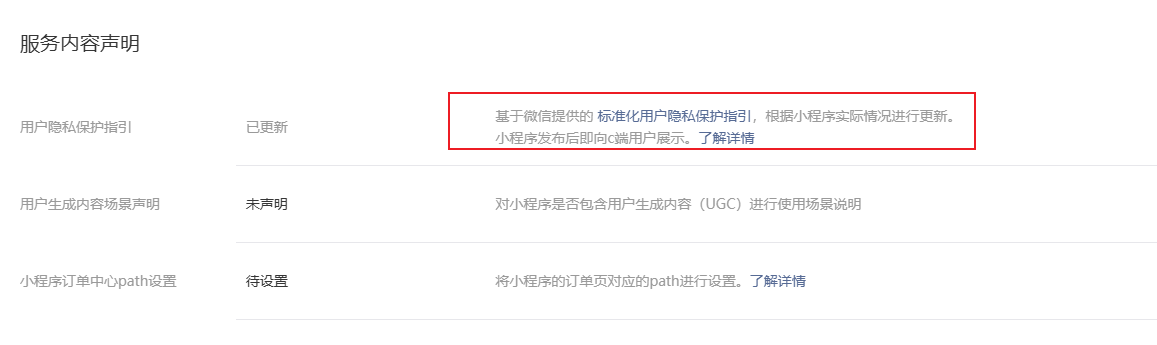 服务内容声明
用户隐私保护指引
已更新
基于微信提供的 标准化用户隐私保护指引，根据小程序实际情况进行更新。
小程序发布后即向c端用户展示。了解详情
用户生成内容场景声明
未声明
对小程序是否包含用户生成内容（UGC）进行使用场景说明
小程序订单中心path设置
待设置
将小程序的订单页对应的path进行设置。了解详情